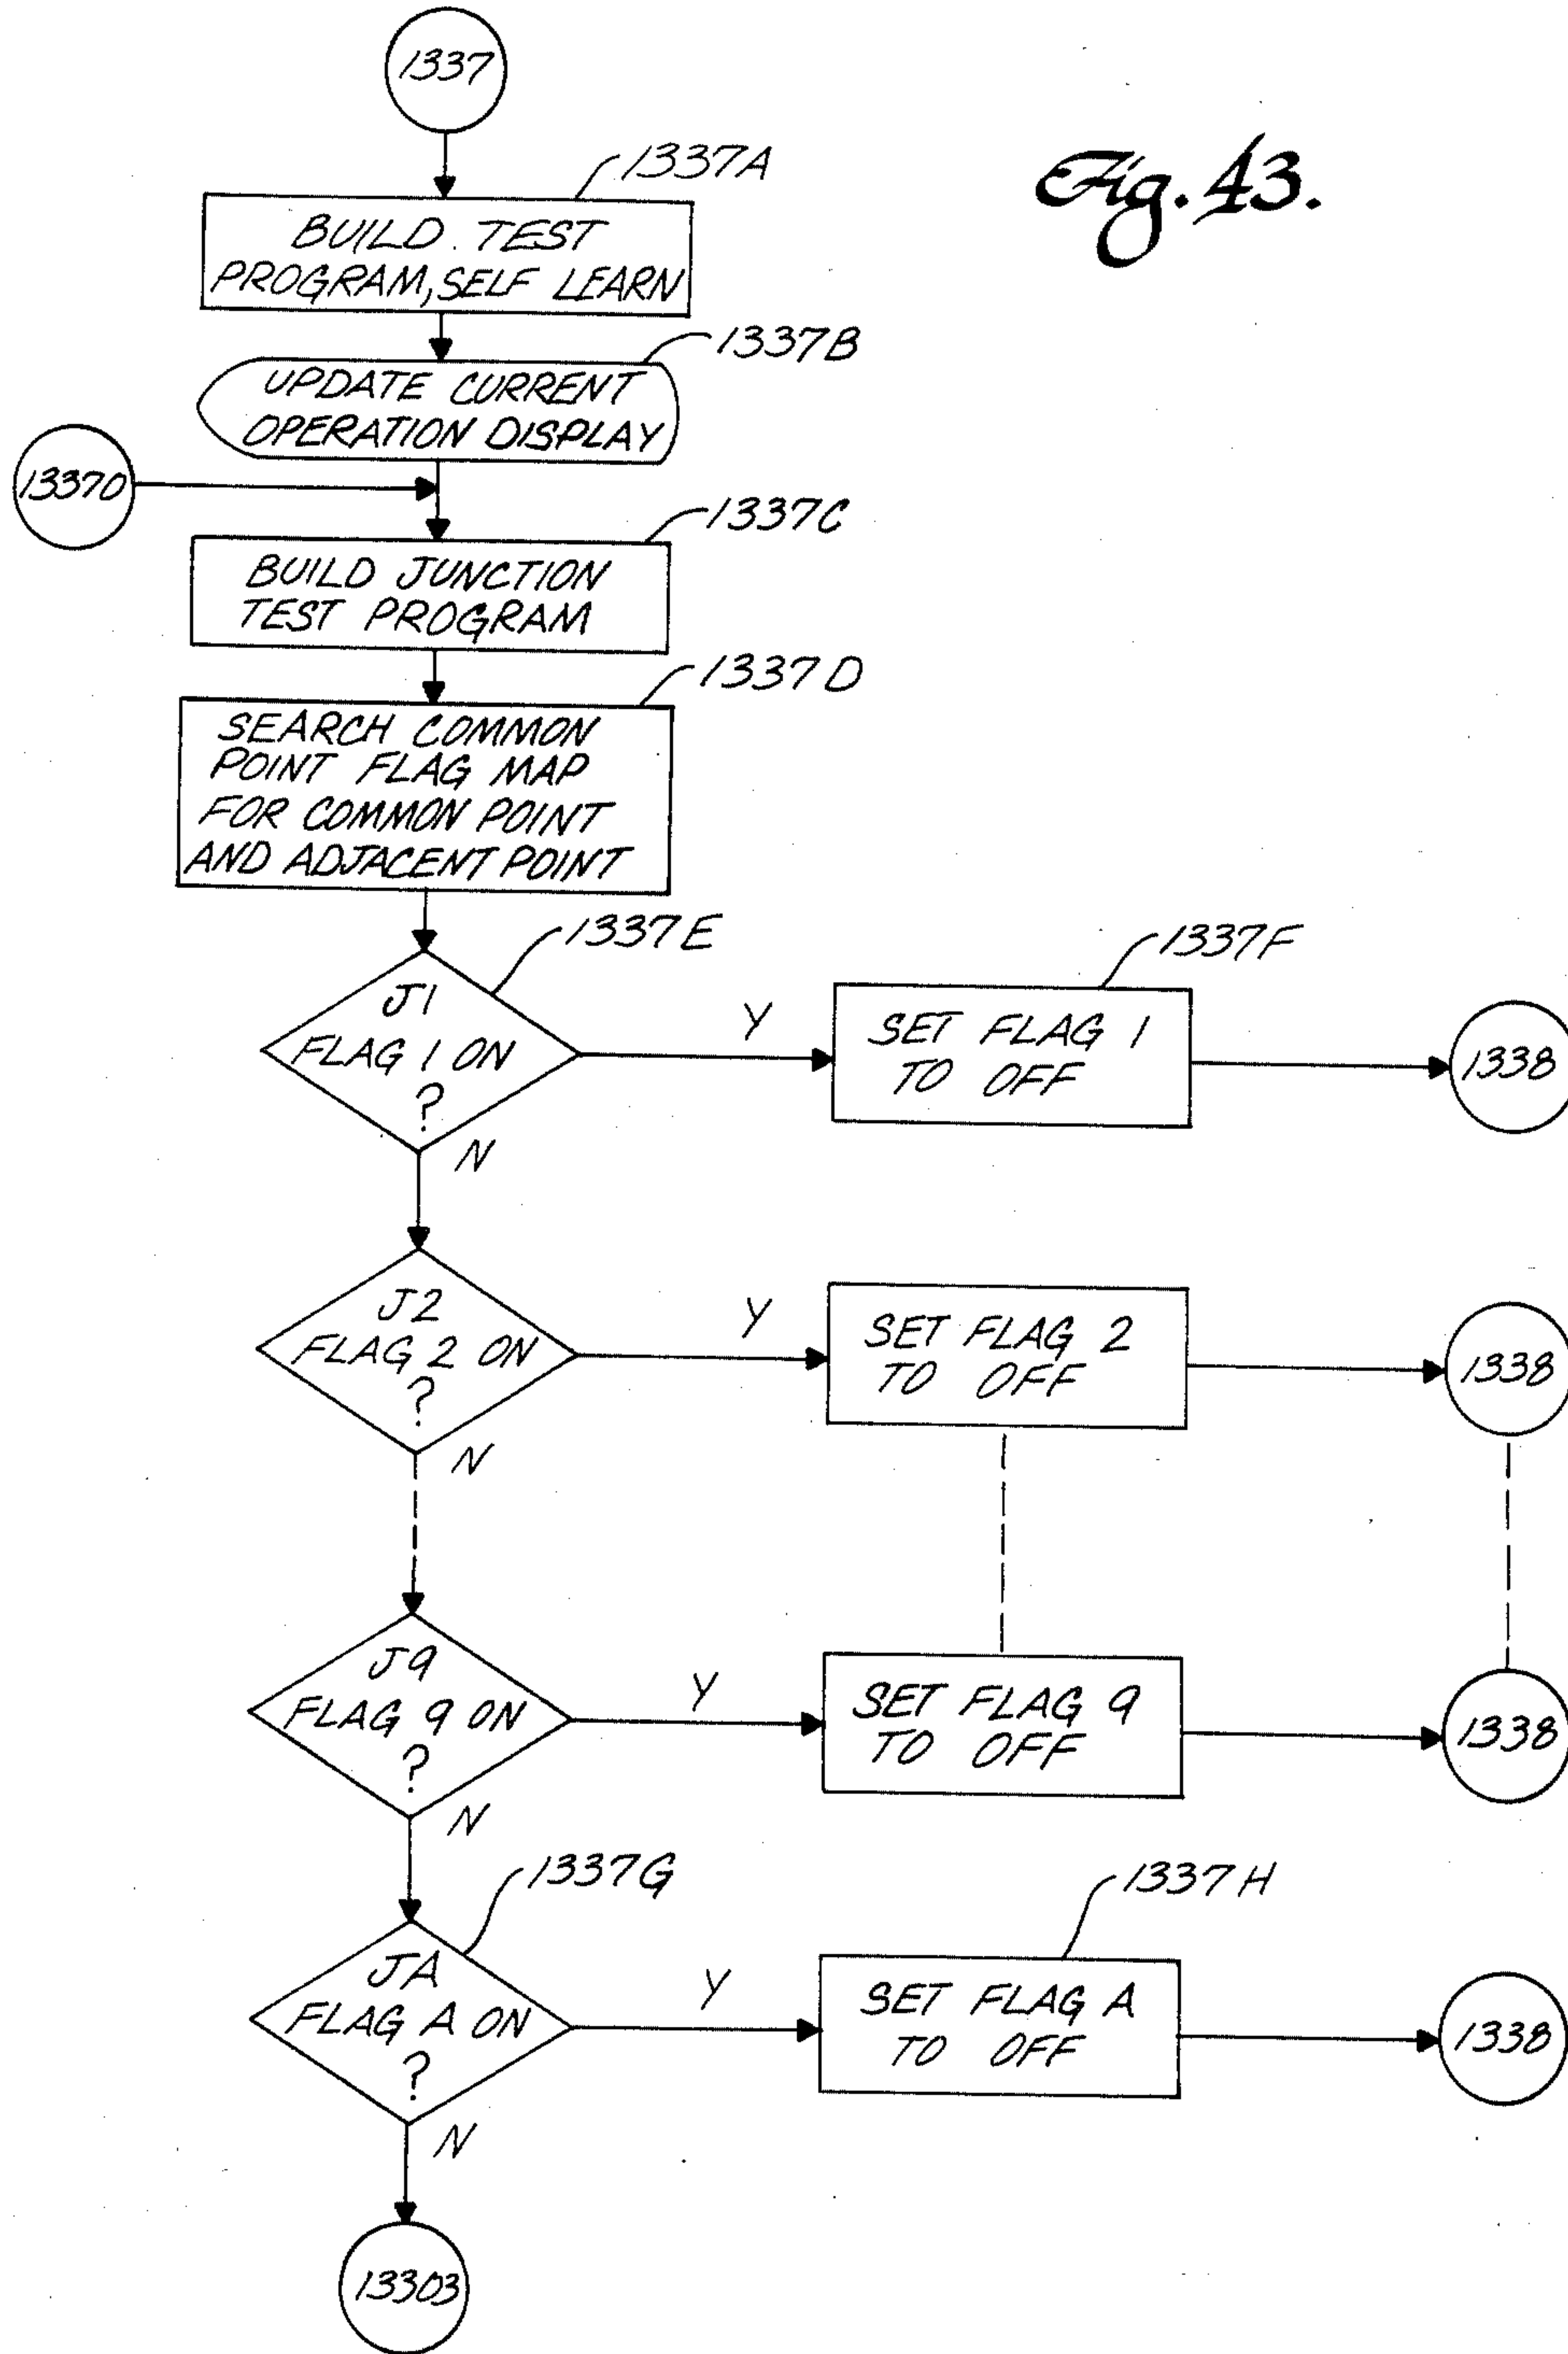 1337
Fig. 43.
1337A
BUILD TEST
PROGRAM, SELF LEARN
1337B
UPDATE CURRENT
OPERATION DISPLAY
13370
1337C
BUILD JUNCTION
TEST PROGRAM
1337D
SEARCH COMMON
POINT FLAG MAP
FOR COMMON POINT
AND ADJACENT POINT
1337E
J1
FLAG 1 ON
?
Y
N
1337F
SET FLAG 1
TO OFF
1338
J2
FLAG 2 ON
?
Y
N
SET FLAG 2
TO OFF
1338
J9
FLAG 9 ON
?
Y
N
SET FLAG 9
TO OFF
1338
1337G
JA
FLAG A ON
?
Y
N
1337H
SET FLAG A
TO OFF
1338
13303